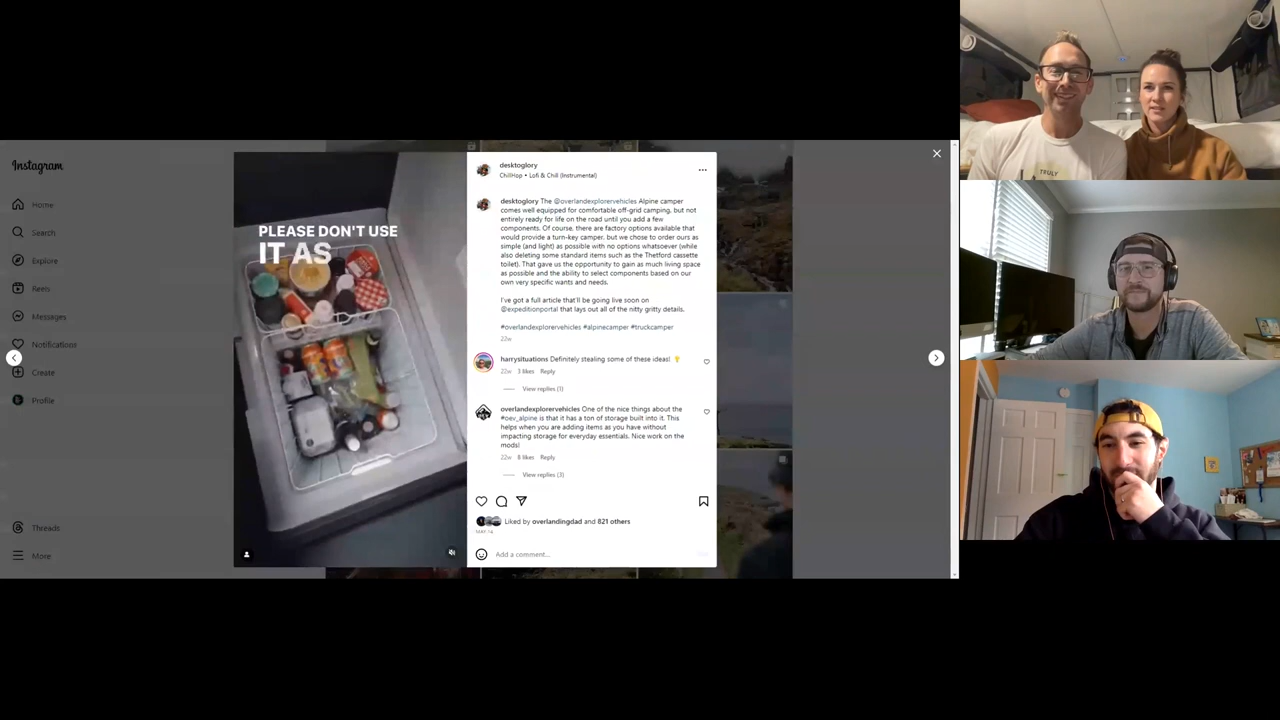 Instagram
Home
Search
Explore
Reels
Messages
Notifications
Create
Profile
Threads
More
PLEASE DON'T USE
IT AS
desktoglory
ChillHop • Lofi & Chill (Instrumental)
desktoglory The @overlandexplorervehicles Alpine camper
comes well equipped for comfortable off-grid camping, but not
entirely ready for life on the road until you add a few
components. Of course, there are factory options available that
would provide a turn-key camper, but we chose to order ours as
simple (and light) as possible with no options whatsoever (while
also deleting some standard items such as the Thetford cassette
toilet). That gave us the opportunity to gain as much living space
as possible and the ability to select components based on our
own very specific wants and needs.
I've got a full article that'll be going live soon on
@expeditionportal that lays out all of the nitty gritty details.
#overlandexplorervehicles #alpinecamper #truckcamper
22w
harrysituations Definitely stealing some of these ideas!
22w 3 likes Reply
View replies (1)
overlandexplorervehicles One of the nice things about the
#oev_alpine is that it has a ton of storage built into it. This
helps when you are adding items as you have without
impacting storage for everyday essentials. Nice work on the
mods!
22w 8 likes Reply
View replies (3)
Liked by overlandingdad and 821 others
MAY 14
Add a comment...
TRULY